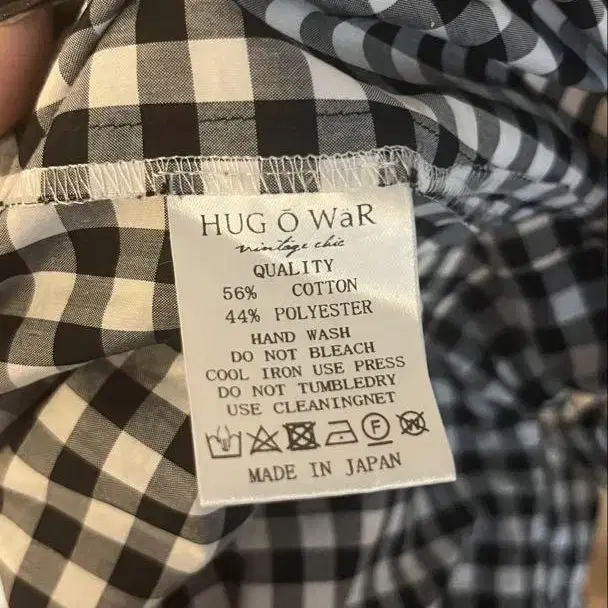 HUG Ō WäR
vintage chic
QUALITY
56% COTTON
44% POLYESTER
HAND WASH
DO NOT BLEACH
COOL IRON USE PRESS
DO NOT TUMBLEDRY
USE CLEANINGNET
F W
MADE IN JAPAN